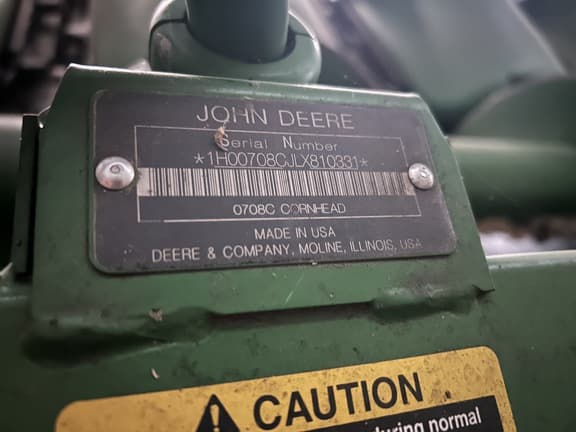 JOHN DEERE
Serial Number
*1H00708CJLX810331*
0708C CORNHEAD
MADE IN USA
DEERE & COMPANY, MOLINE, ILLINOIS, USA
CAUTION
during normal